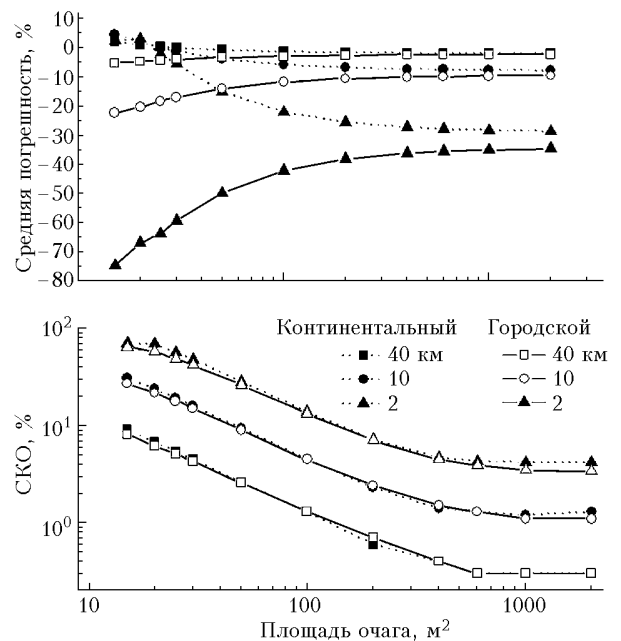 Средняя погрешность, %
10
0
−10
−20
−30
−40
−50
−60
−70
−80
СКО, %
10²
10¹
10⁰
Континентальный Городской
40 км 40 км
10 10
2 2
10 100 1000
Площадь очага, м²